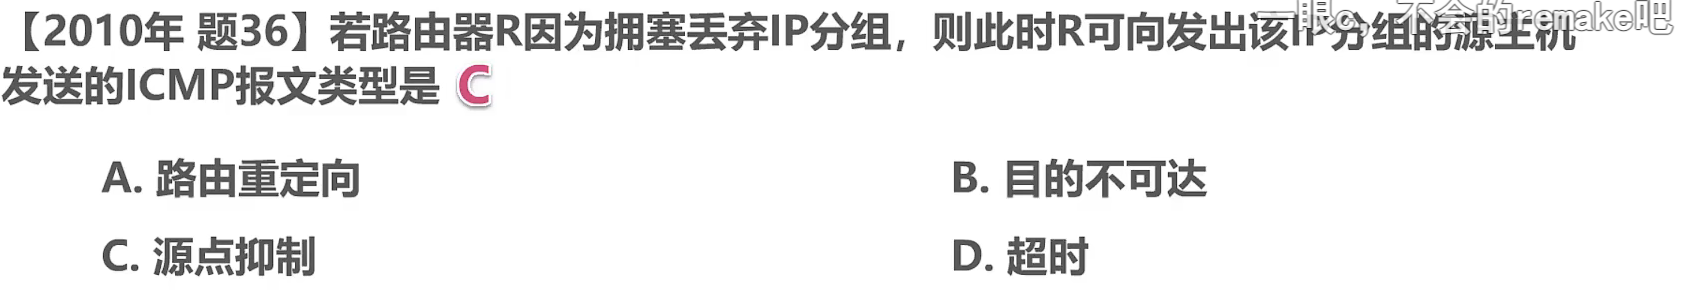 【2010年 题36】若路由器R因为拥塞丢弃IP分组，则此时R可向发出该IP分组的源主机
一眼c，不会的remake吧
发送的ICMP报文类型是 C
A. 路由重定向
B. 目的不可达
C. 源点抑制
D. 超时